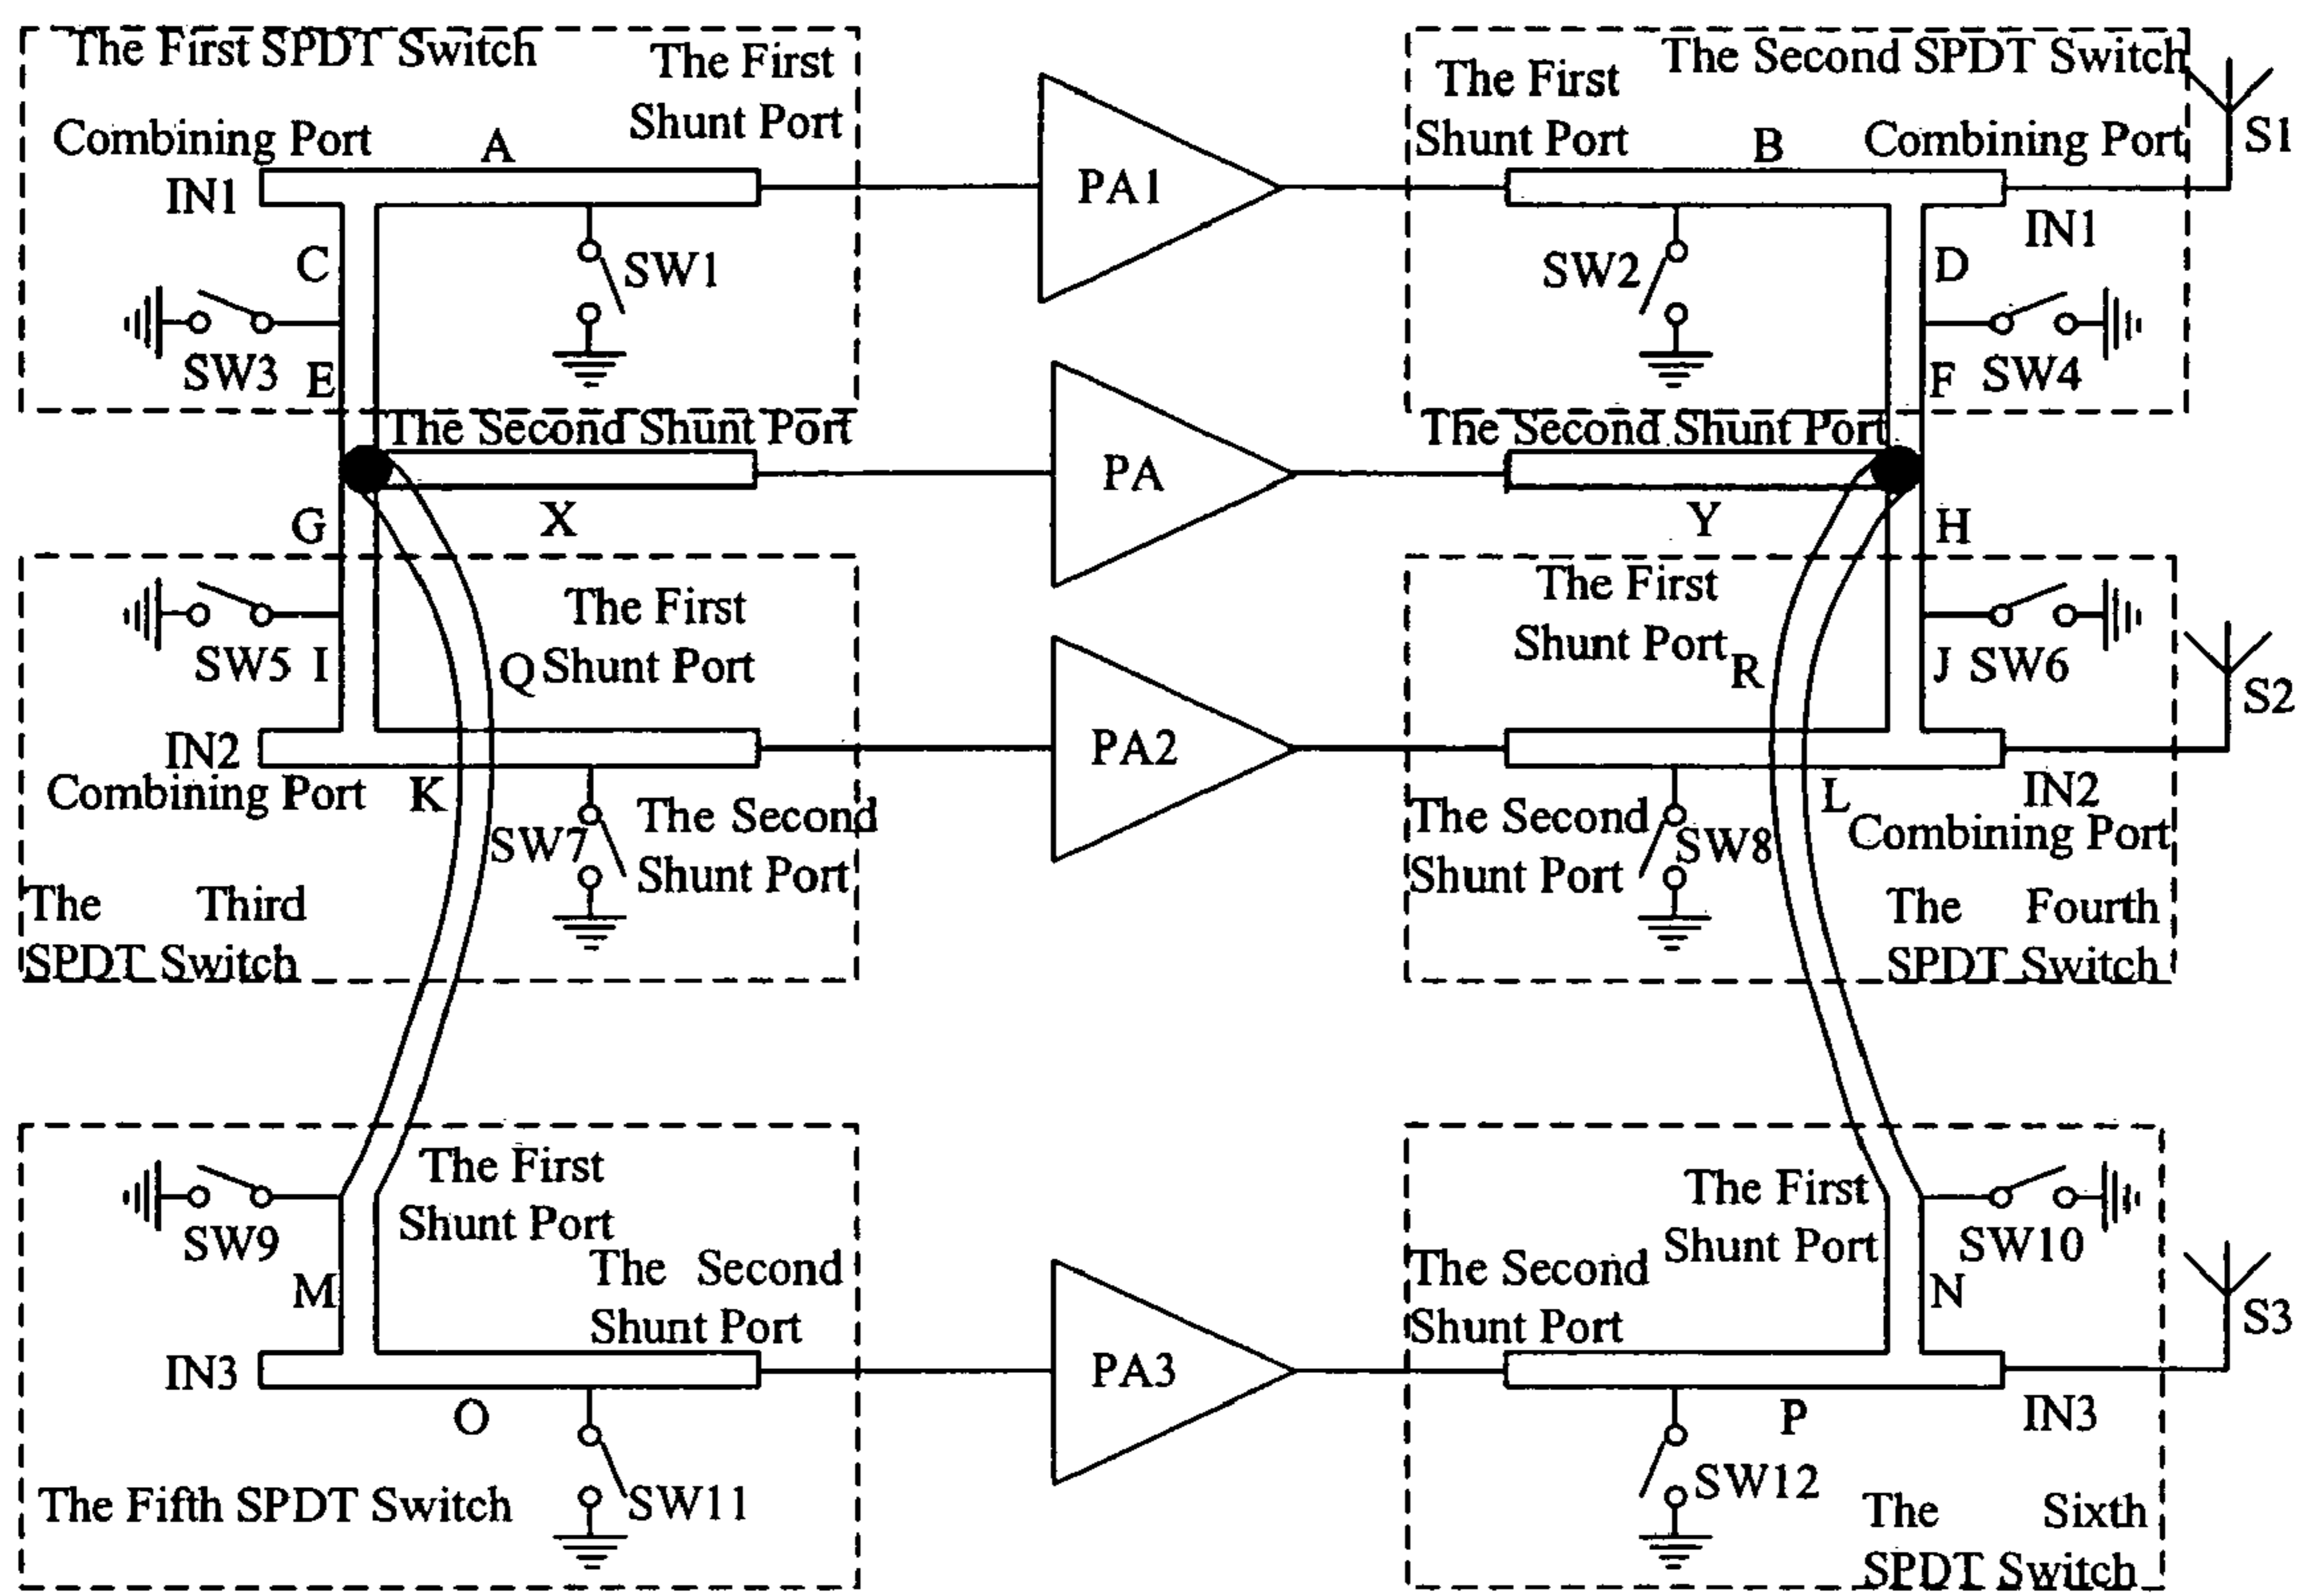 The First SPDT Switch
The First
Shunt Port
Combining Port
A
IN1
C
SW1
SW3
E
PA1
The Second SPDT Switch
The First
Shunt Port
B
Combining Port
S1
IN1
SW2
D
F
SW4
The Second Shunt Port
X
G
PA
The Second Shunt Port
Y
H
The First
Shunt Port
SW5
I
Q
IN2
Combining Port
K
SW7
The Second
Shunt Port
The Third
SPDT Switch
PA2
The First
Shunt Port
R
J
SW6
S2
IN2
L
Combining Port
The Second
Shunt Port
SW8
The Fourth
SPDT Switch
The First
Shunt Port
SW9
M
The Second
Shunt Port
IN3
O
SW11
The Fifth SPDT Switch
PA3
The First
Shunt Port
SW10
N
The Second
Shunt Port
S3
P
IN3
SW12
The Sixth
SPDT Switch